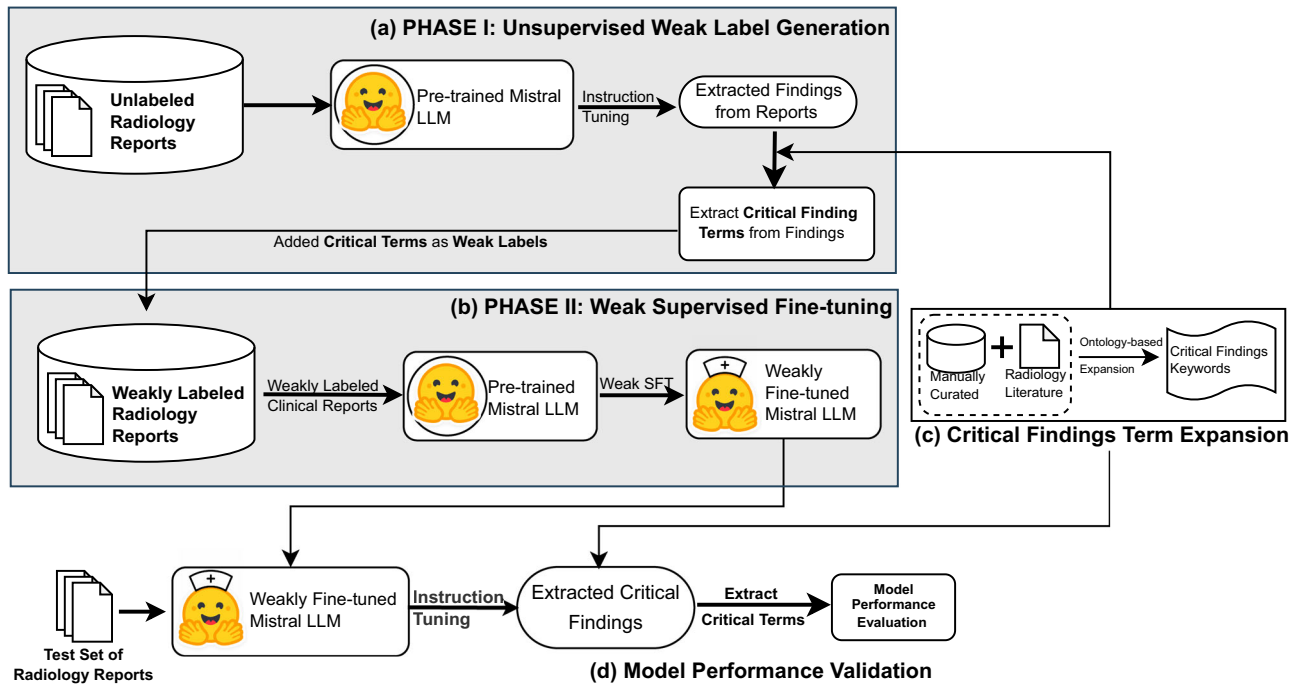 (a) PHASE I: Unsupervised Weak Label Generation
Unlabeled
Radiology
Reports
Pre-trained Mistral
LLM
Instruction
Tuning
Extracted Findings
from Reports
Extract Critical Finding
Terms from Findings
Added Critical Terms as Weak Labels
(b) PHASE II: Weak Supervised Fine-tuning
Weakly Labeled
Radiology
Reports
Weakly Labeled
Clinical Reports
Pre-trained
Mistral LLM
Weak SFT
Weakly
Fine-tuned
Mistral LLM
Manually
Curated
Radiology
Literature
Ontology-based
Expansion
Critical Findings
Keywords
(c) Critical Findings Term Expansion
Test Set of
Radiology Reports
Weakly Fine-tuned
Mistral LLM
Instruction
Tuning
Extracted Critical
Findings
Extract
Critical Terms
Model
Performance
Evaluation
(d) Model Performance Validation